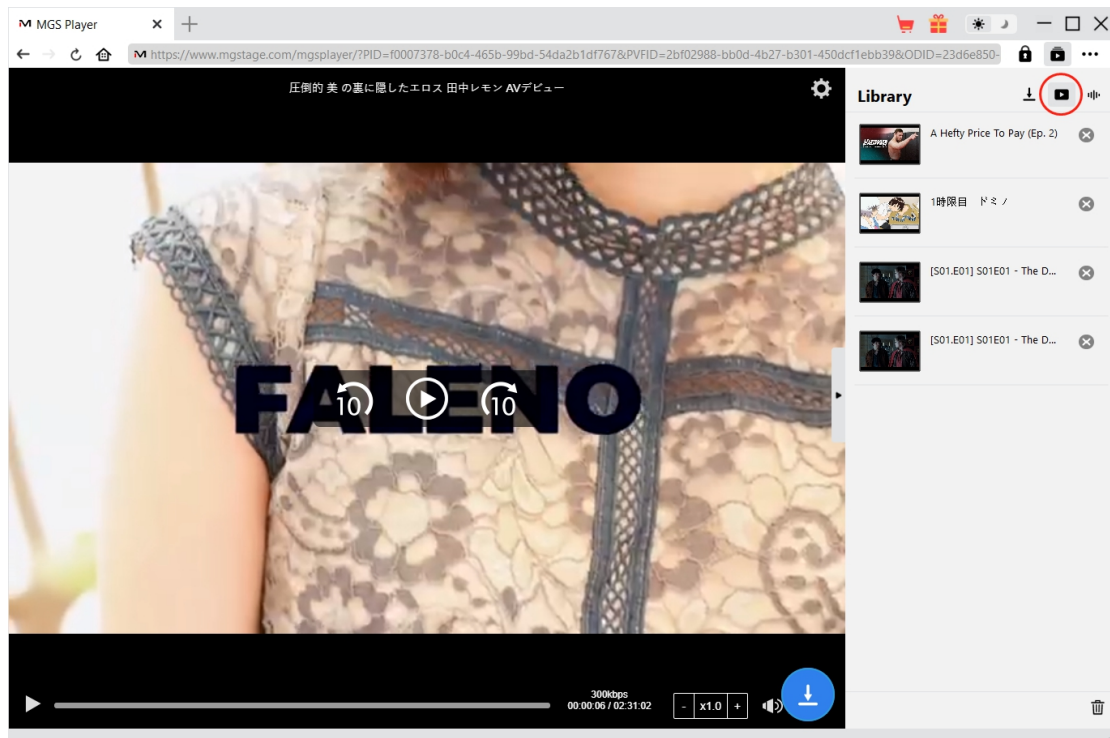 MGS Player
https://www.mgstage.com/mgsplayer/?PID=f0007378-b0c4-465b-99bd-54da2b1df767&PVFID=2bf02988-bb0d-4b27-b301-450dcf1ebb39&ODID=23d6e850-
圧倒的 美 の裏に隠したエロス 田中レモン AVデビュー
Library
A Hefty Price To Pay (Ep. 2)
1時限目 ドミノ
[S01.E01] S01E01 - The D...
[S01.E01] S01E01 - The D...
FALENO
10
10
300kbps
00:00:06 / 02:31:02
- x1.0 +